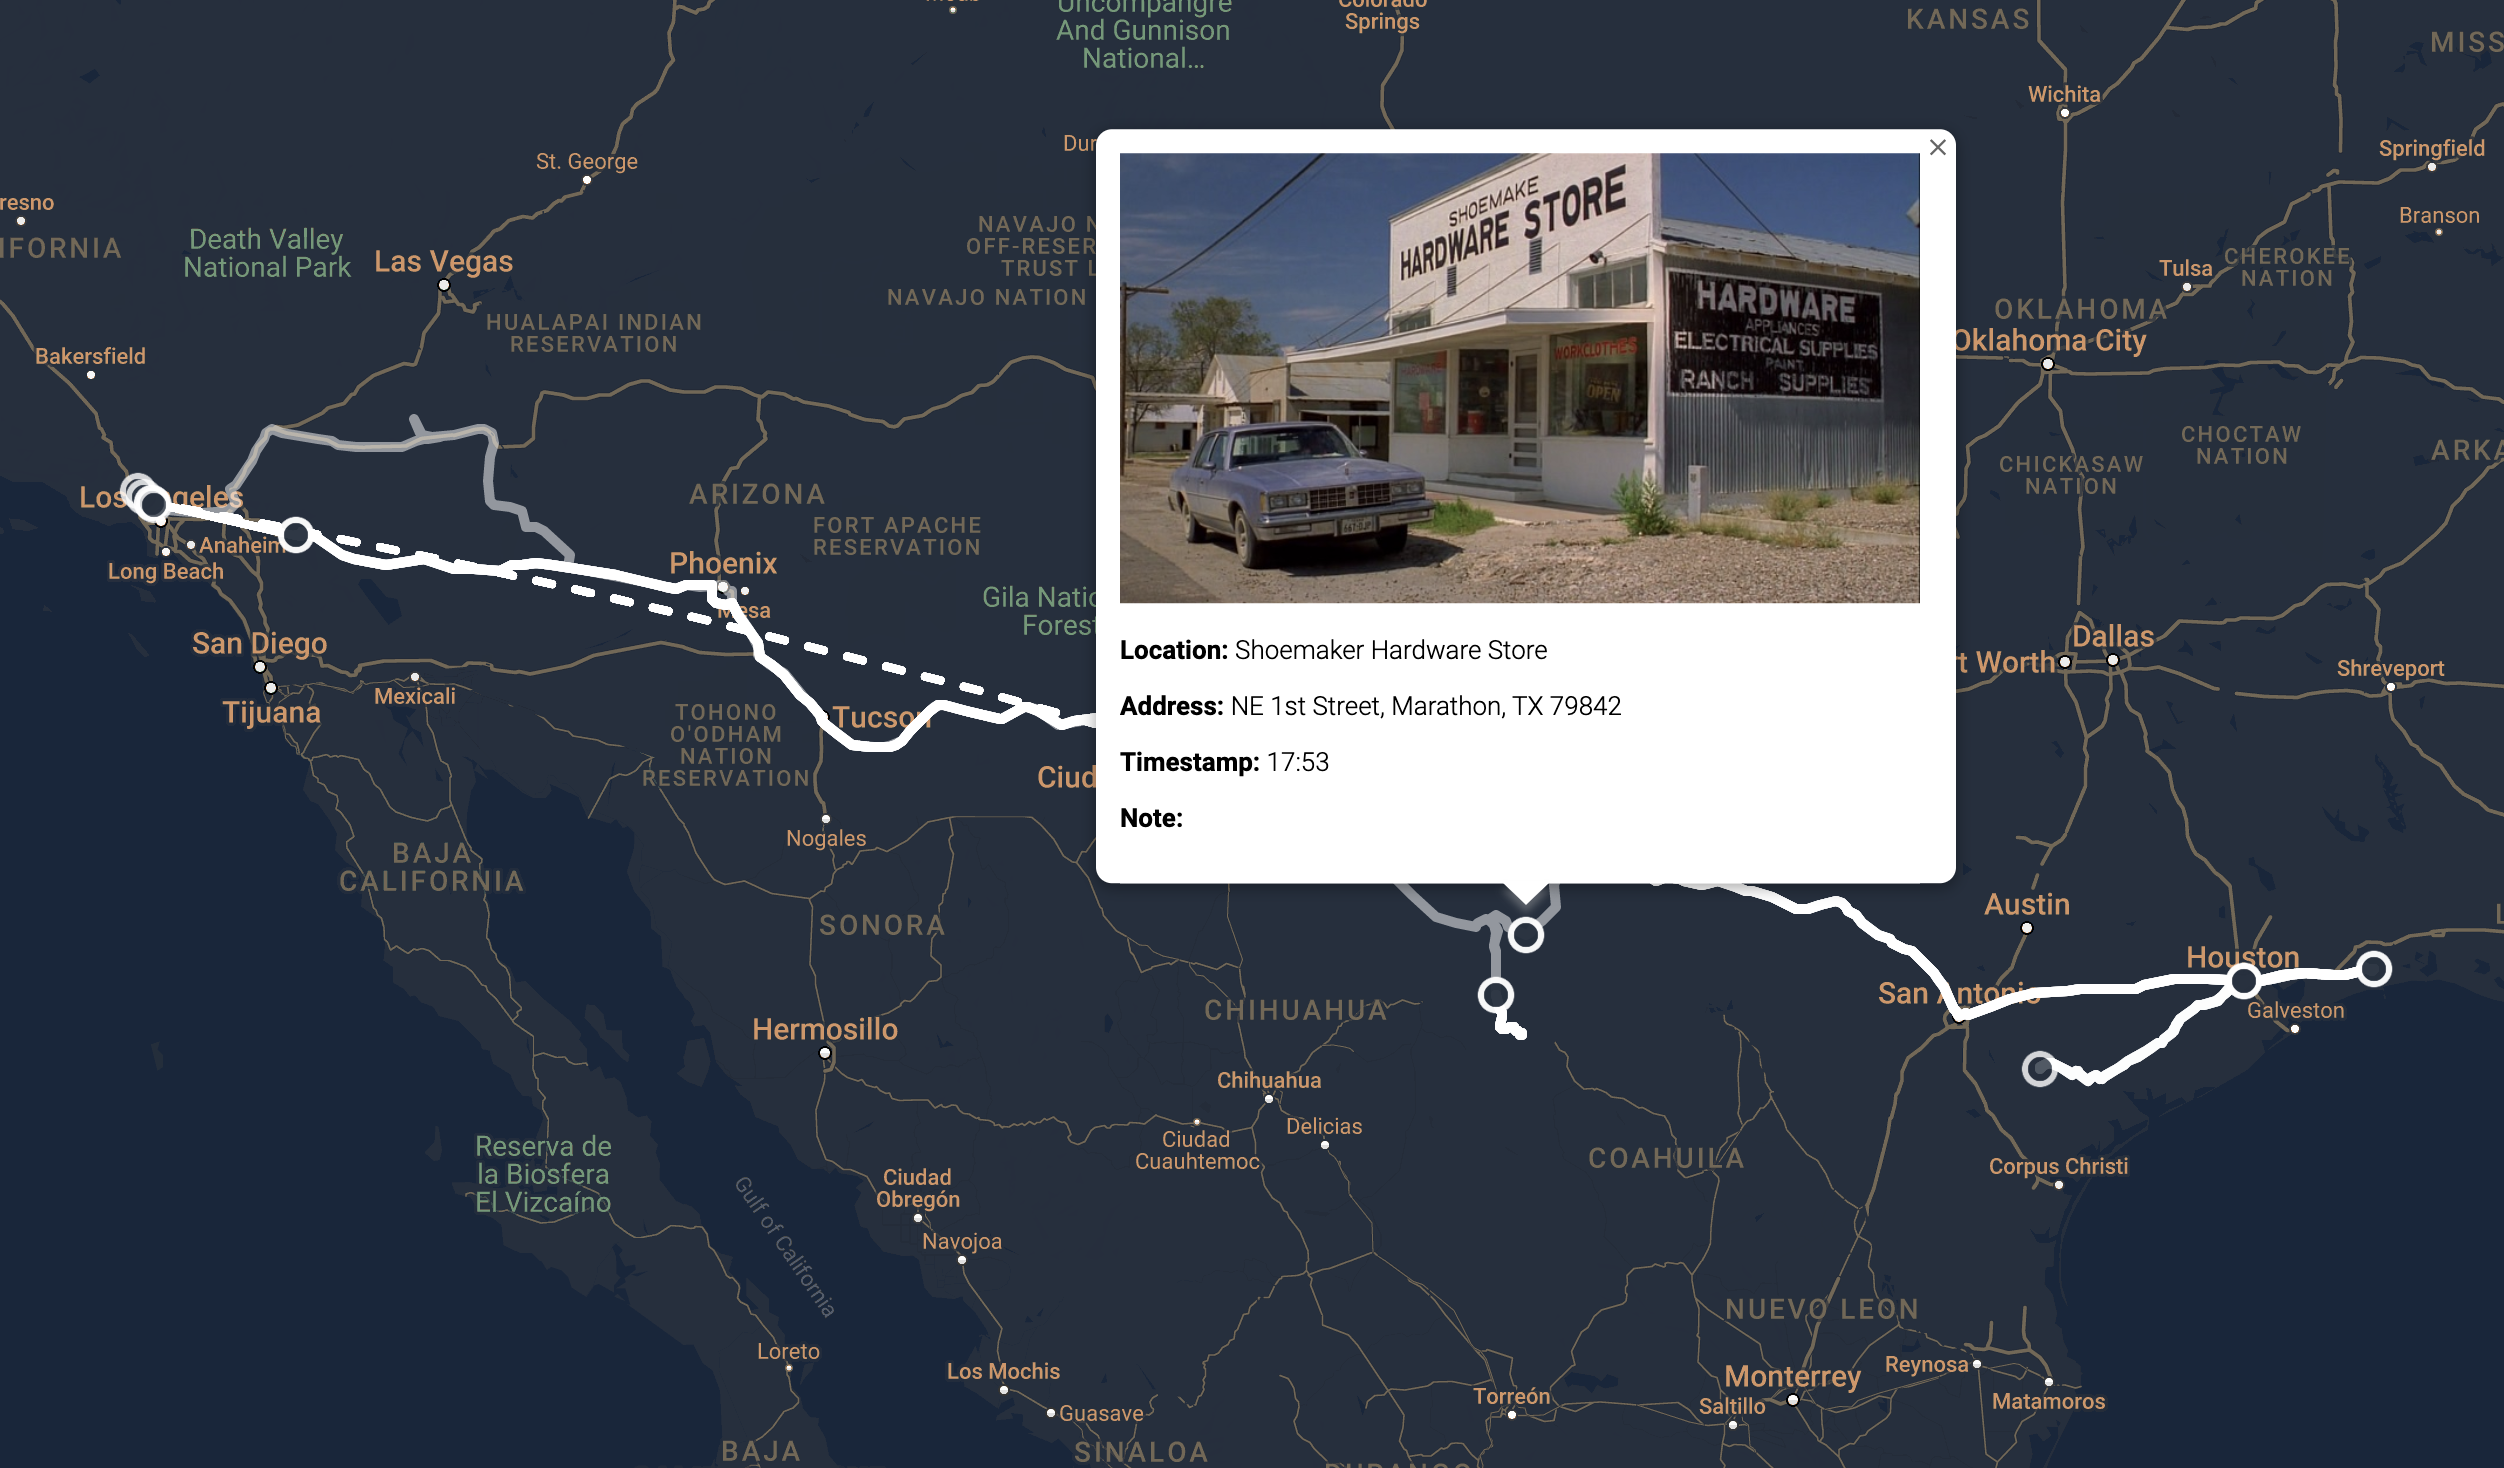 Uncompahgre
And Gunnison
National...
Colorado
Springs
KANSAS
MISS
Wichita
Springfield
Branson
St. George
Dur
resno
IFORNIA
Death Valley
National Park
Las Vegas
NAVAJO N
OFF-RESER
TRUST L
NAVAJO NATION
HUALAPAI INDIAN
RESERVATION
Bakersfield
Tulsa
CHEROKEE
NATION
OKLAHOMA
Oklahoma City
SHOEMAKE
HARDWARE STORE
HARDWARE
APPLIANCES
ELECTRICAL SUPPLIES
PAINT
RANCH SUPPLIES
WORKCLOTHES
OPEN
CHICKASAW
NATION
CHOCTAW
NATION
ARKA
Los Angeles
Anaheim
Long Beach
ARIZONA
FORT APACHE
RESERVATION
Phoenix
Mesa
Gila Natio
Forest
San Diego
Tijuana
Mexicali
TOHONO
O'ODHAM
NATION
RESERVATION
Tucson
Ciud
Nogales
Location: Shoemaker Hardware Store
Address: NE 1st Street, Marathon, TX 79842
Timestamp: 17:53
Note:
Dallas
t Worth
Shreveport
BAJA
CALIFORNIA
SONORA
Austin
L
Houston
San Antonio
Galveston
CHIHUAHUA
Hermosillo
Chihuahua
Delicias
Ciudad
Cuauhtemoc
COAHUILA
Corpus Christi
Reserva de
la Biosfera
El Vizcaíno
Gulf of California
Ciudad
Obregón
Navojoa
NUEVO LEON
Loreto
Los Mochis
Guasave
Torreón
Monterrey
Saltillo
Reynosa
Matamoros
BAJA
SINALOA
DURANGO